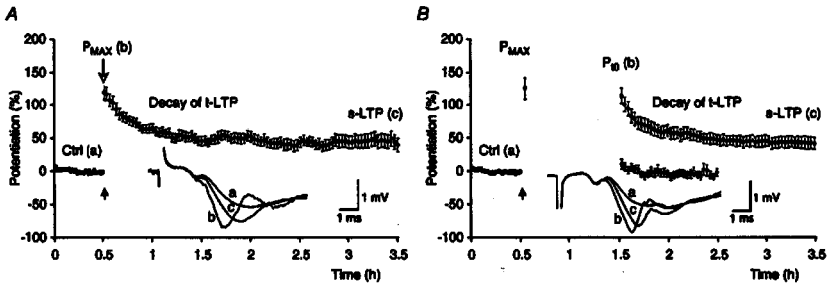 A
B
P_MAX (b)
P_MAX
P_t0 (b)
Decay of t-LTP
s-LTP (c)
Decay of t-LTP
s-LTP (c)
Ctrl (a)
Ctrl (a)
Potentiation (%)
200
150
100
50
0
-50
-100
Potentiation (%)
200
150
100
50
0
-50
-100
a
c
b
1 mV
1 ms
a
c
b
1 mV
1 ms
0 0.5 1 1.5 2 2.5 3 3.5
Time (h)
0 0.5 1 1.5 2 2.5 3 3.5
Time (h)